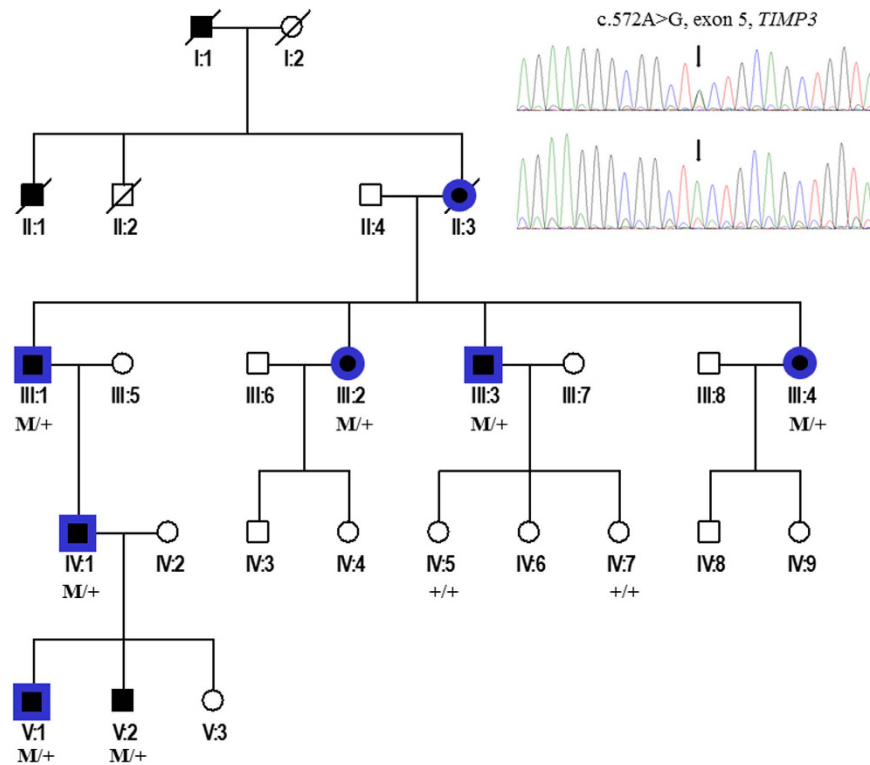 c.572A>G, exon 5, TIMP3
I:1 I:2
II:1 II:2 II:4 II:3
III:1 III:5 III:6 III:2 III:3 III:7 III:8 III:4
M/+ M/+ M/+ M/+
IV:1 IV:2 IV:3 IV:4 IV:5 IV:6 IV:7 IV:8 IV:9
M/+ +/+ +/+
V:1 V:2 V:3
M/+ M/+